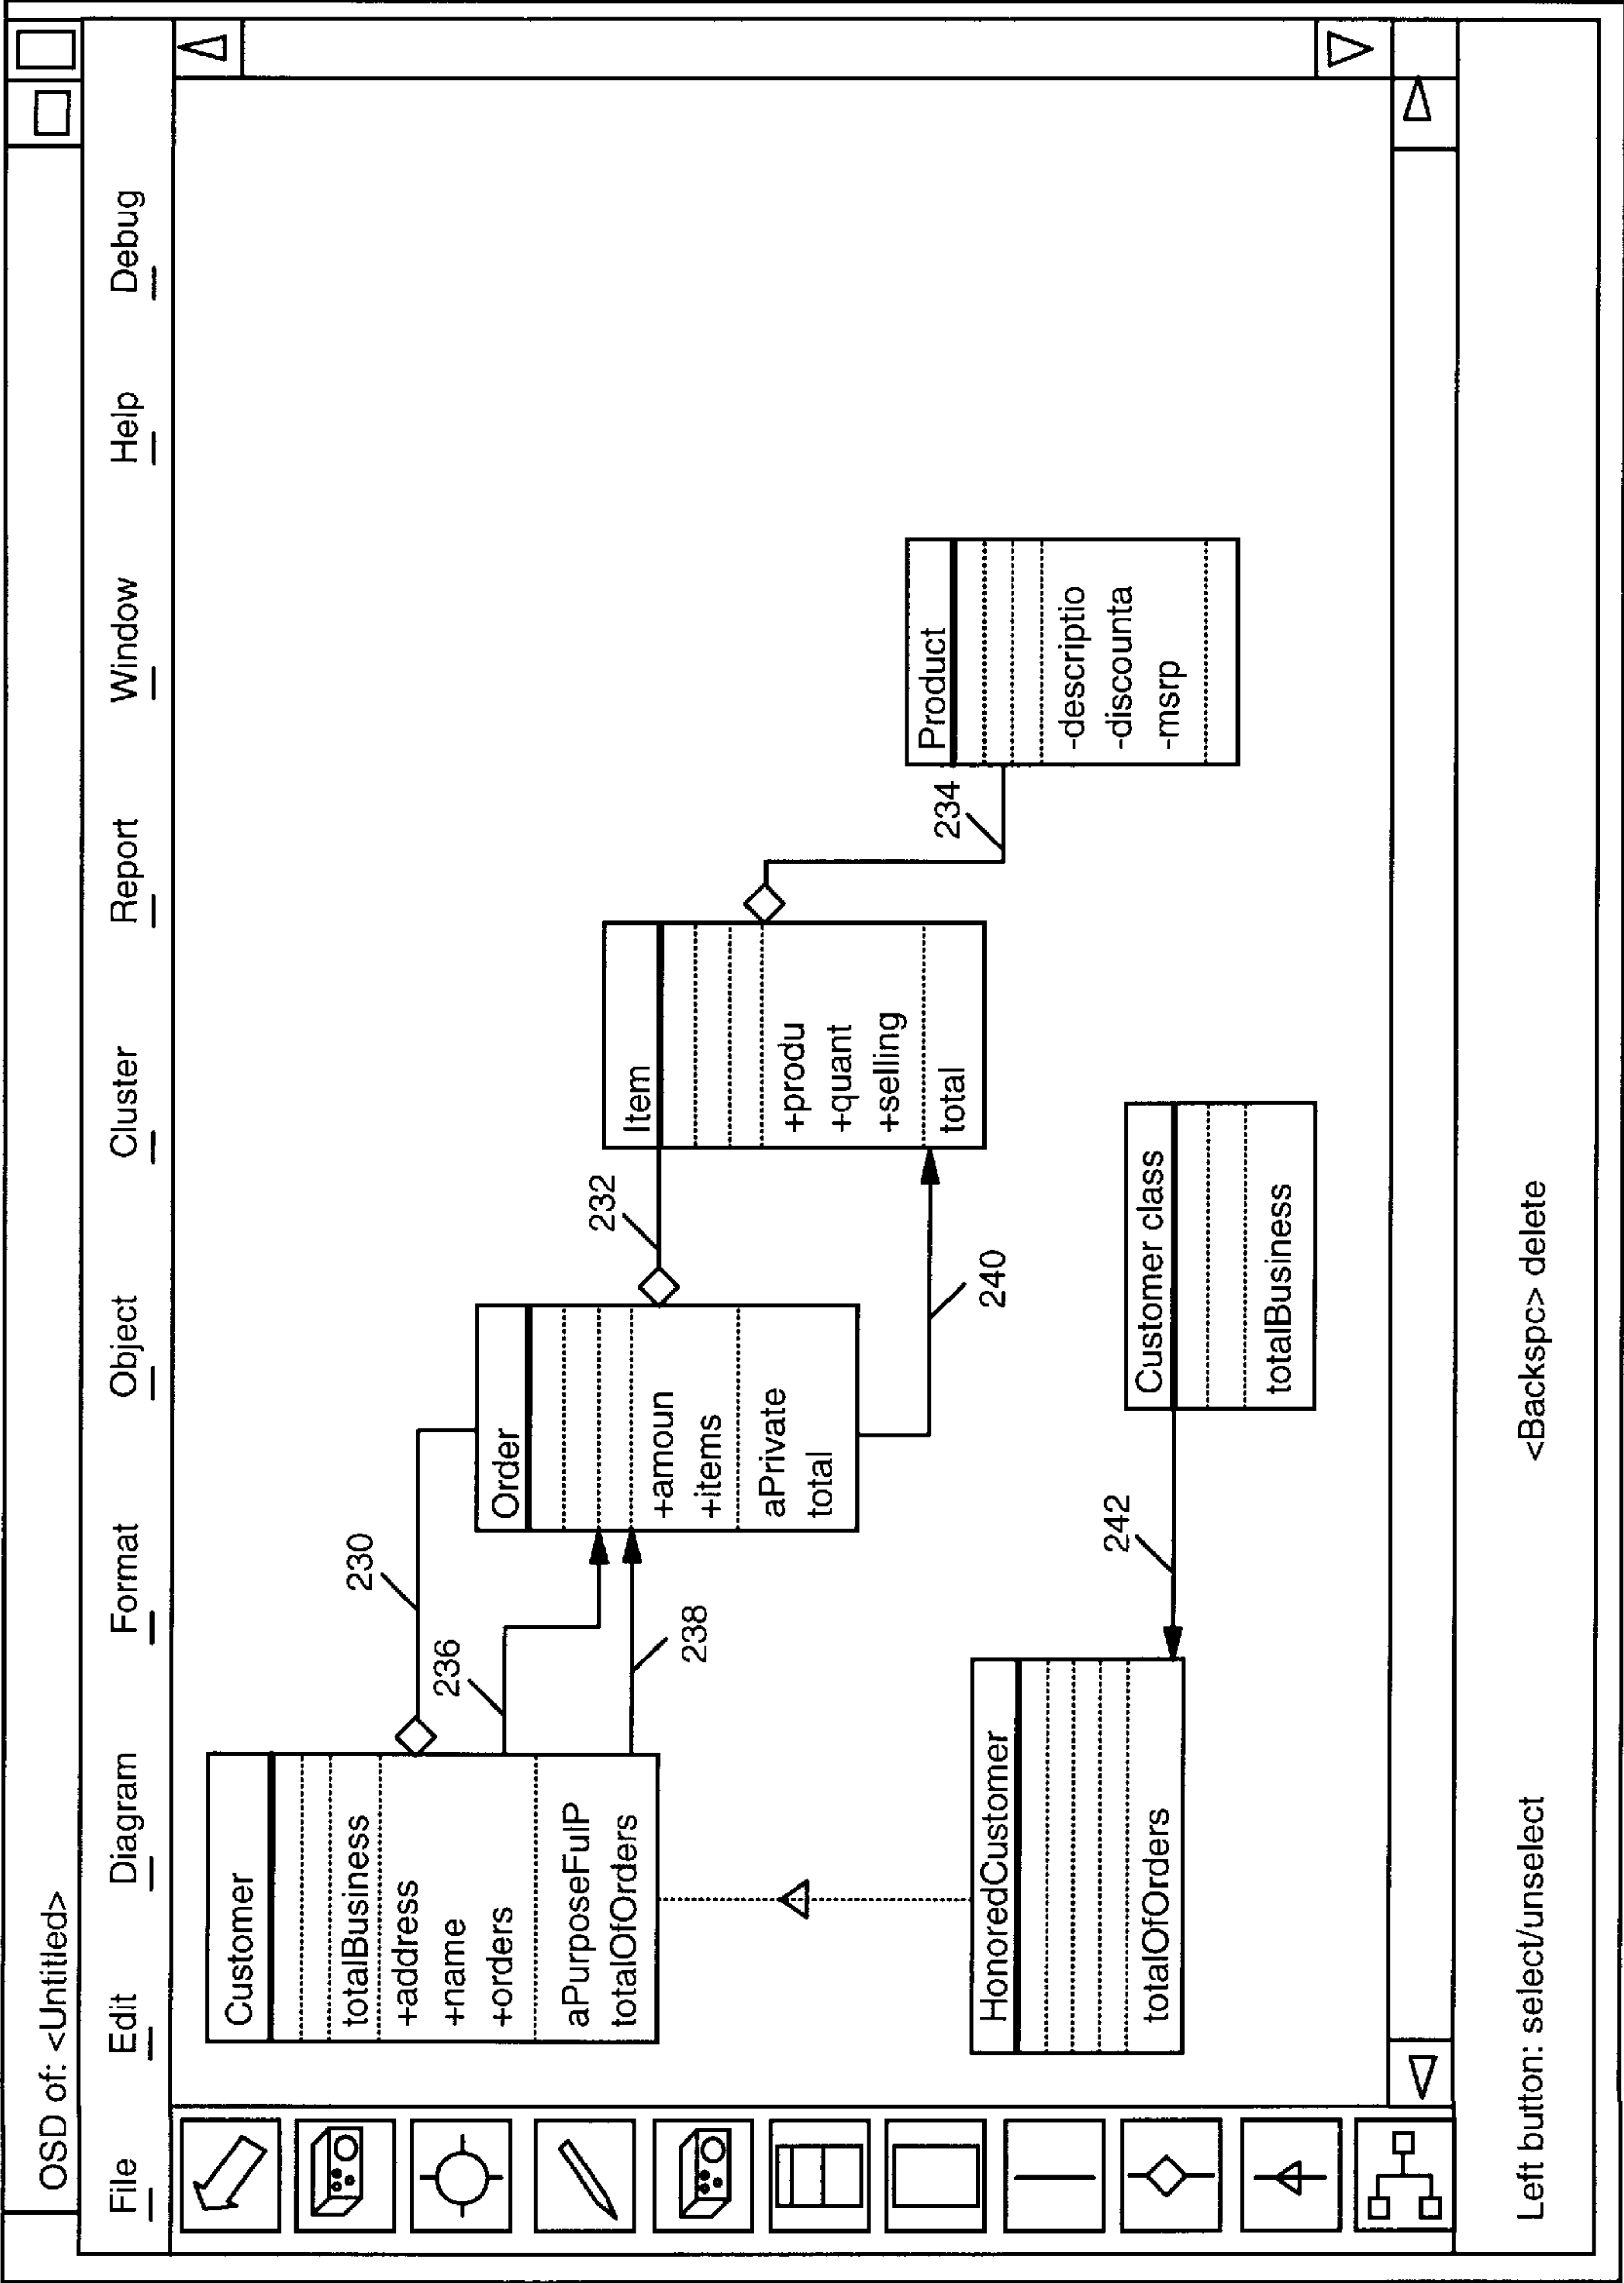 OSD of: <Untitled>
File Edit Diagram Format Object Cluster Report Window Help Debug
Customer
totalBusiness
+address
+name
+orders
aPurposeFulP
totalOfOrders
230
236
238
Order
+amoun
+items
aPrivate
total
232
240
Item
+produ
+quant
+selling
total
234
Product
-descriptio
-discounta
-msrp
HonoredCustomer
totalOfOrders
242
Customer class
totalBusiness
Left button: select/unselect <Backspc> delete